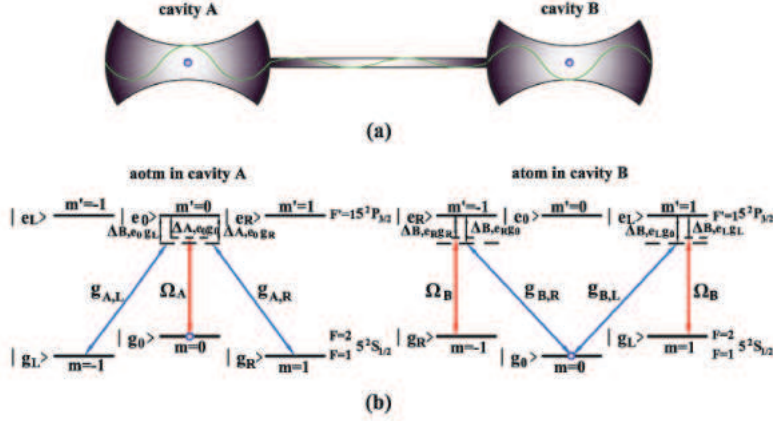 cavity A cavity B
(a)
aotm in cavity A atom in cavity B
|eL> m'=-1 |e0> m'=0 |eR> m'=1 F'=1 5²P3/2 |eR> m'=-1 |e0> m'=0 |eL> m'=1 F'=1 5²P3/2
ΔB,e0gL ΔA,e0g0 ΔA,e0gR ΔB,eRgR ΔB,eRg0 ΔB,eLg0 ΔB,eLgL
gA,L ΩA gA,R ΩB gB,R gB,L ΩB
|g0> m=0 F=2 |gR> m=-1 |gL> m=1 F=2
|gL> m=-1 |gR> m=1 F=1 5²S1/2 |g0> m=0 F=1 5²S1/2
(b)